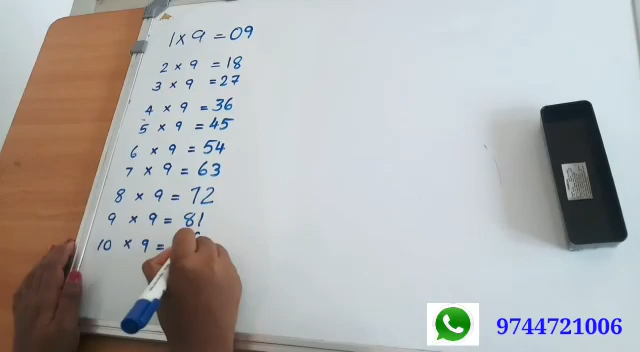 1 × 9 = 09
2 × 9 = 18
3 × 9 = 27
4 × 9 = 36
5 × 9 = 45
6 × 9 = 54
7 × 9 = 63
8 × 9 = 72
9 × 9 = 81
10 × 9 =
9744721006